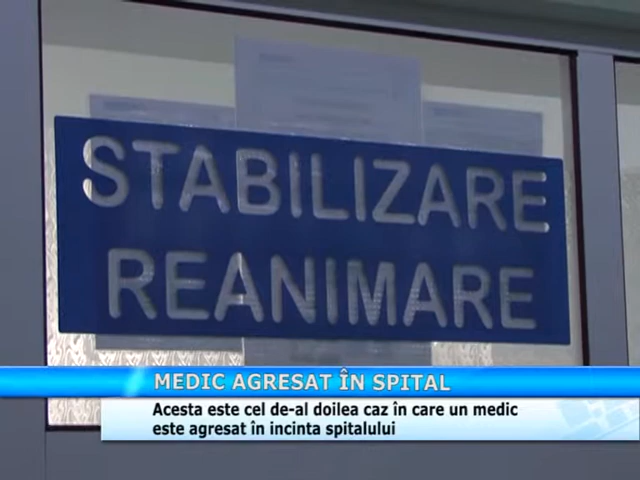 STABILIZARE
REANIMARE
MEDIC AGRESAT ÎN SPITAL
Acesta este cel de-al doilea caz în care un medic
este agresat în incinta spitalului